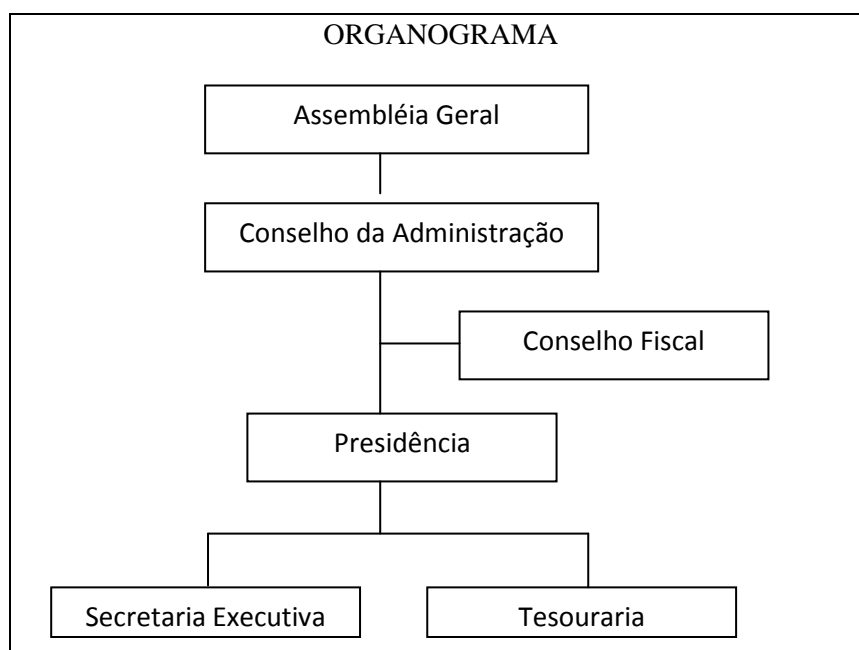 ORGANOGRAMA
Assembléia Geral
Conselho da Administração
Conselho Fiscal
Presidência
Secretaria Executiva
Tesouraria